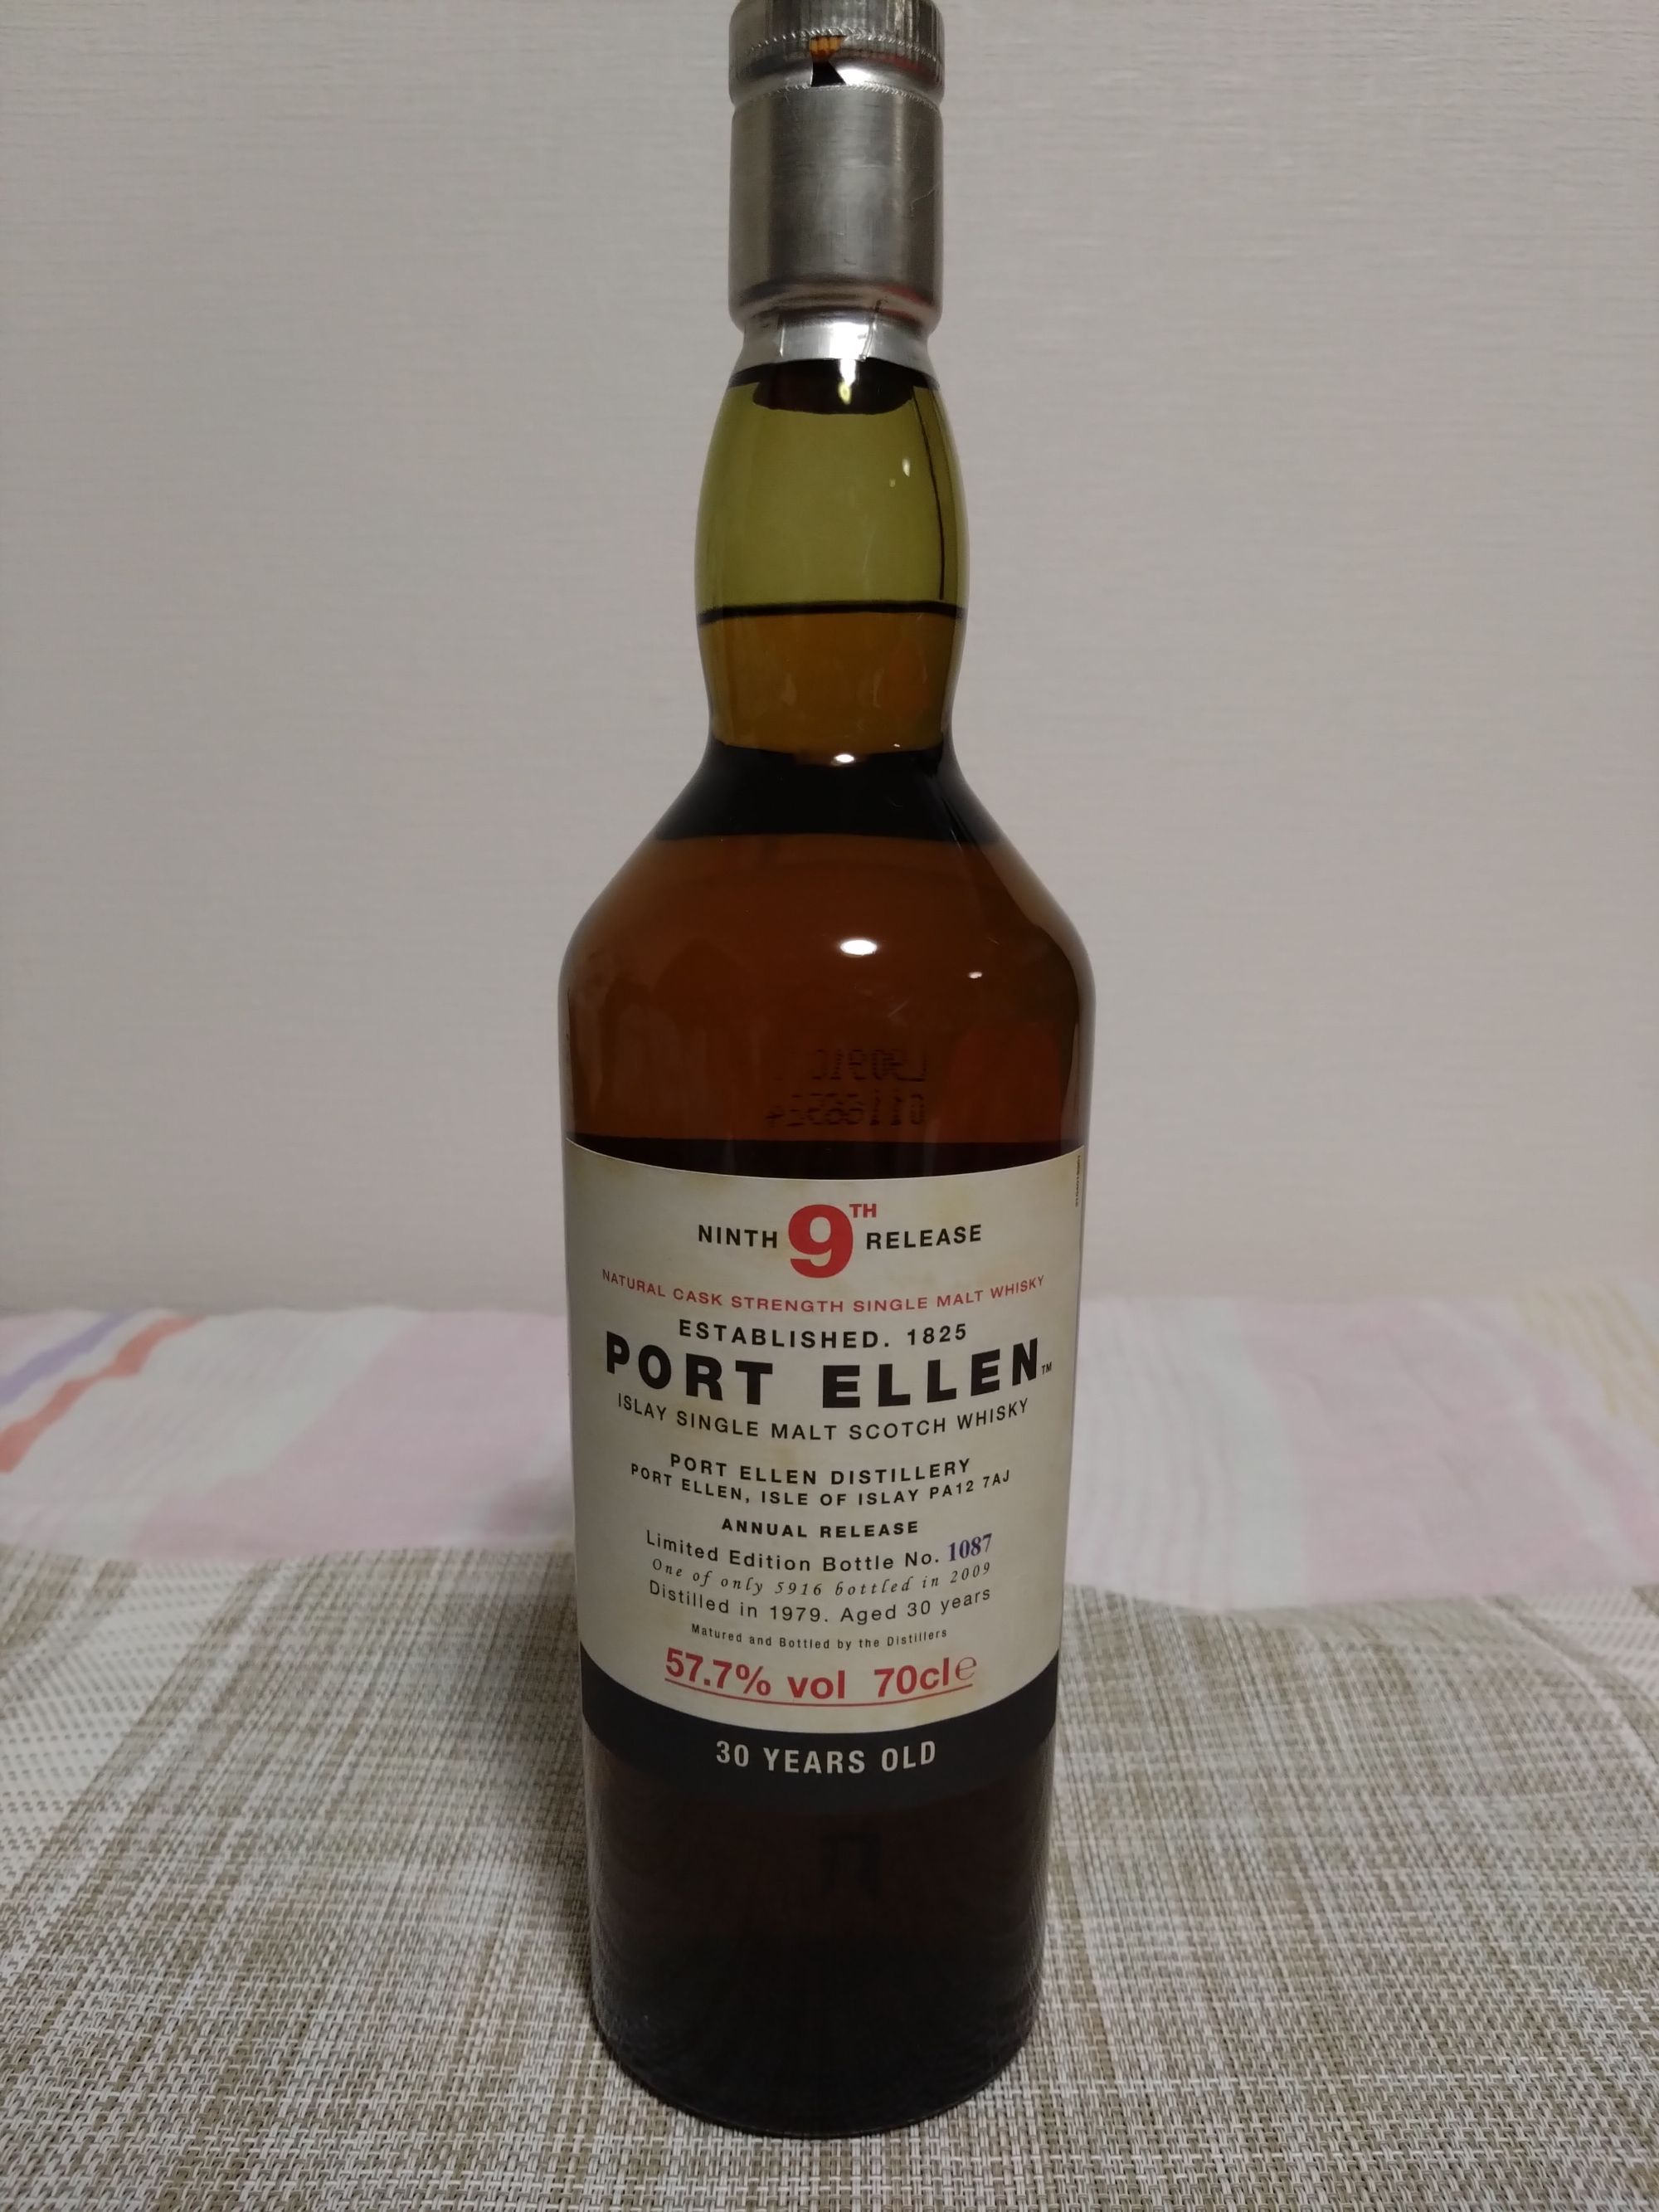 NINTH 9TH RELEASE
NATURAL CASK STRENGTH SINGLE MALT WHISKY
ESTABLISHED. 1825
PORT ELLEN™
ISLAY SINGLE MALT SCOTCH WHISKY
PORT ELLEN DISTILLERY
PORT ELLEN, ISLE OF ISLAY PA12 7AJ
ANNUAL RELEASE
Limited Edition Bottle No. 1087
One of only 5916 bottled in 2009
Distilled in 1979. Aged 30 years
Matured and Bottled by the Distillers
57.7% vol 70cl e
30 YEARS OLD